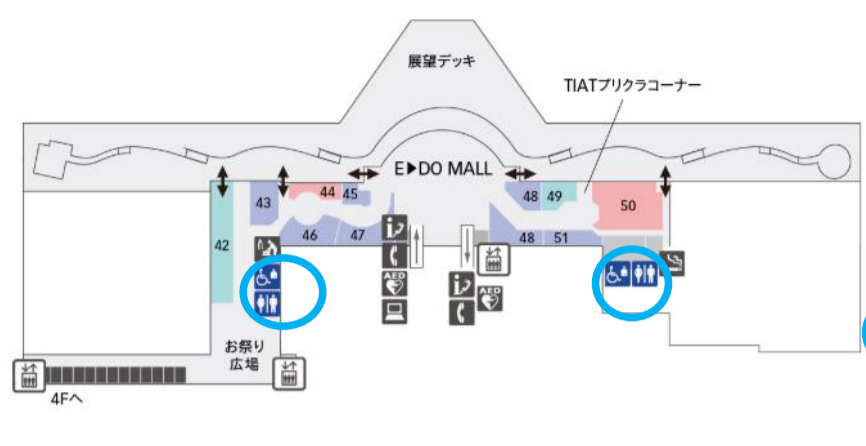 展望デッキ
TIATプリクラコーナー
E▶DO MALL
44
45
48
49
43
50
42
46
47
48
51
AED
AED
お祭り
広場
4Fへ